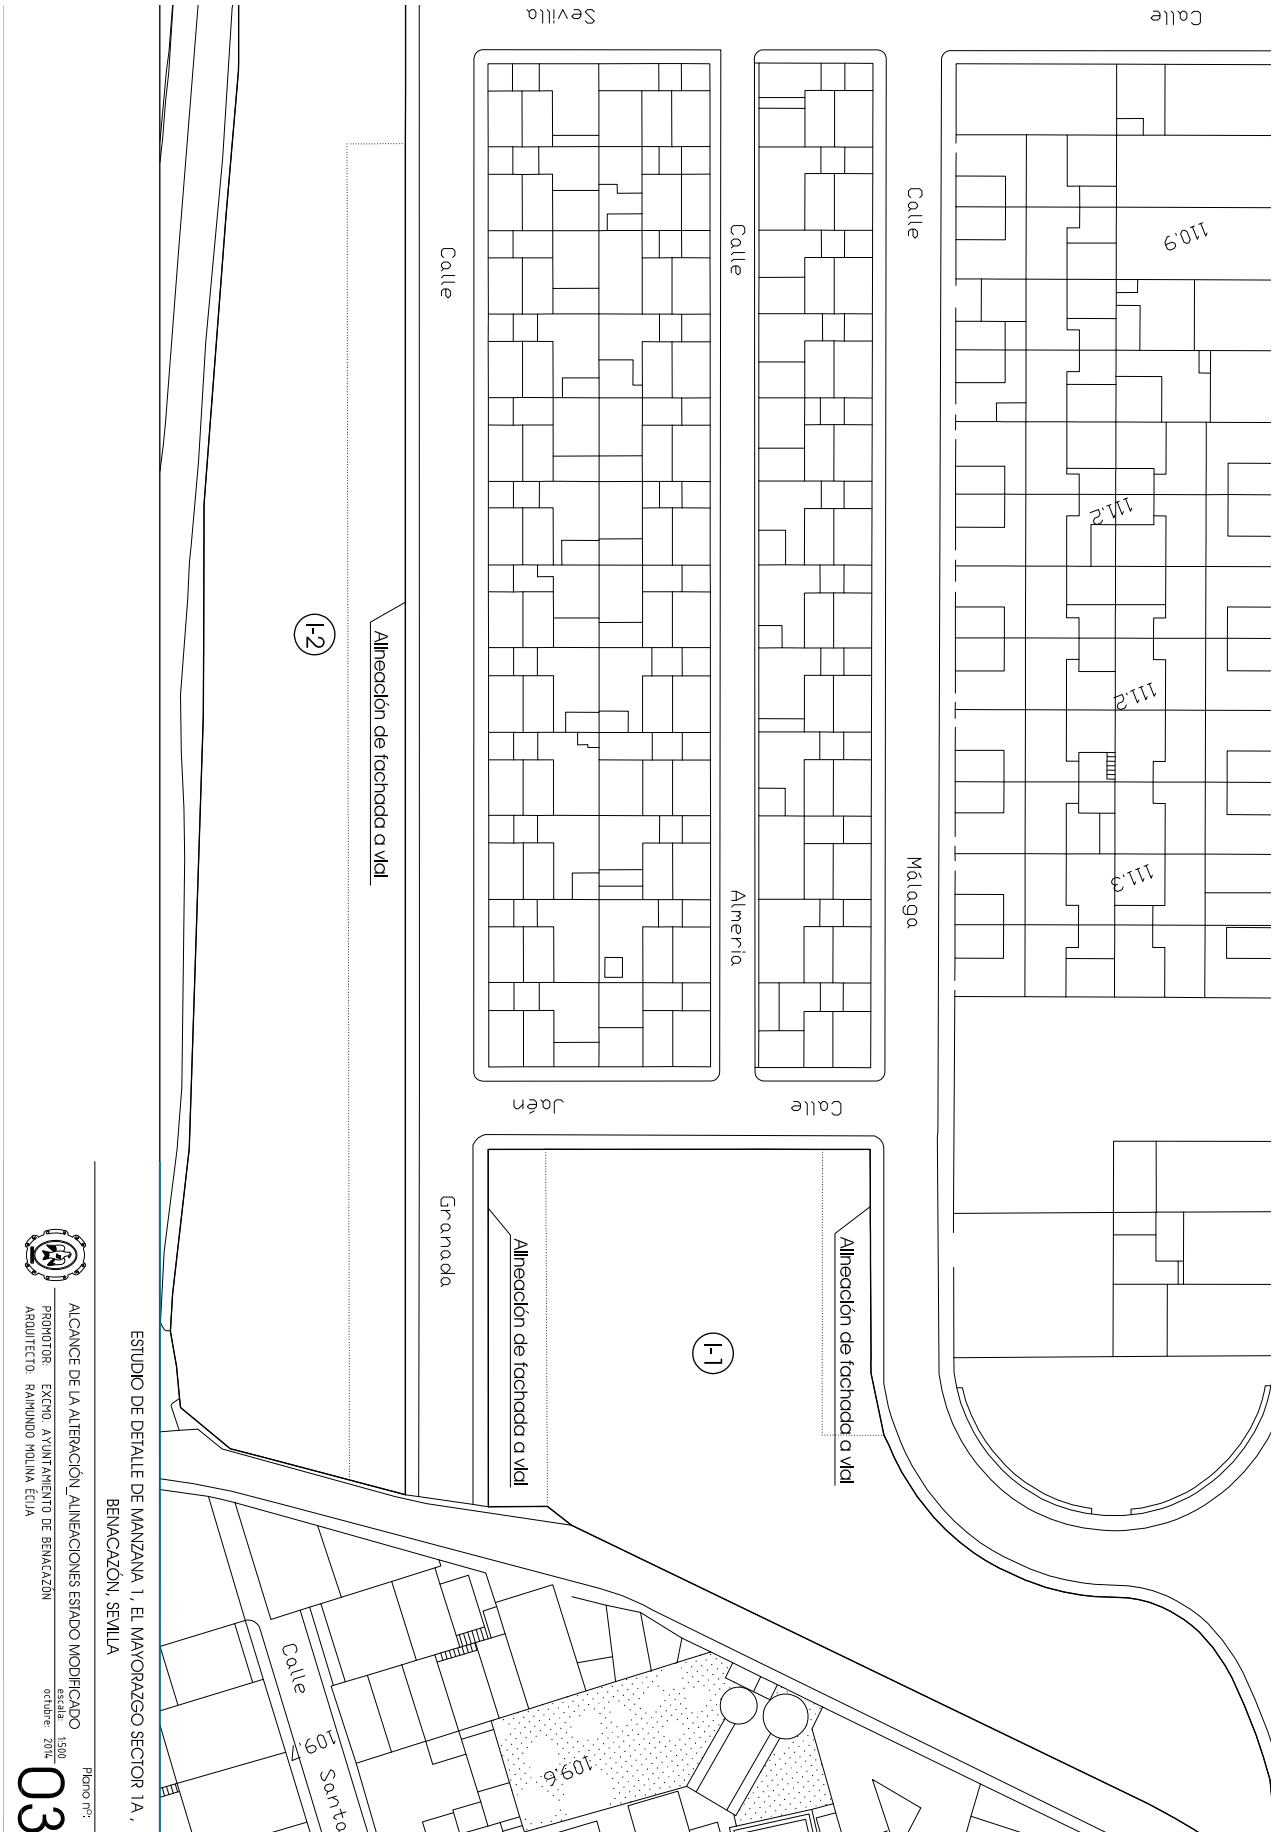 Sevilla
Calle
Calle
Calle
Calle
110.9
111.2
I-2
Alineación de fachada a vial
111.2
Málaga
Almería
111.3
Jaén
Calle
Granada
Alineación de fachada a vial
Alineación de fachada a vial
I-1
Calle
109.7
Santa
109.6
ESTUDIO DE DETALLE DE MANZANA 1, EL MAYORAZGO SECTOR 1A,
BENACAZÓN, SEVILLA
ALCANCE DE LA ALTERACIÓN_ALINEACIONES ESTADO MODIFICADO
PROMOTOR: EXCMO. AYUNTAMIENTO DE BENACAZÓN
ARQUITECTO: RAIMUNDO MOLINA ÉCIJA
escala: 1:500
octubre: 2014
Plano nº:
03